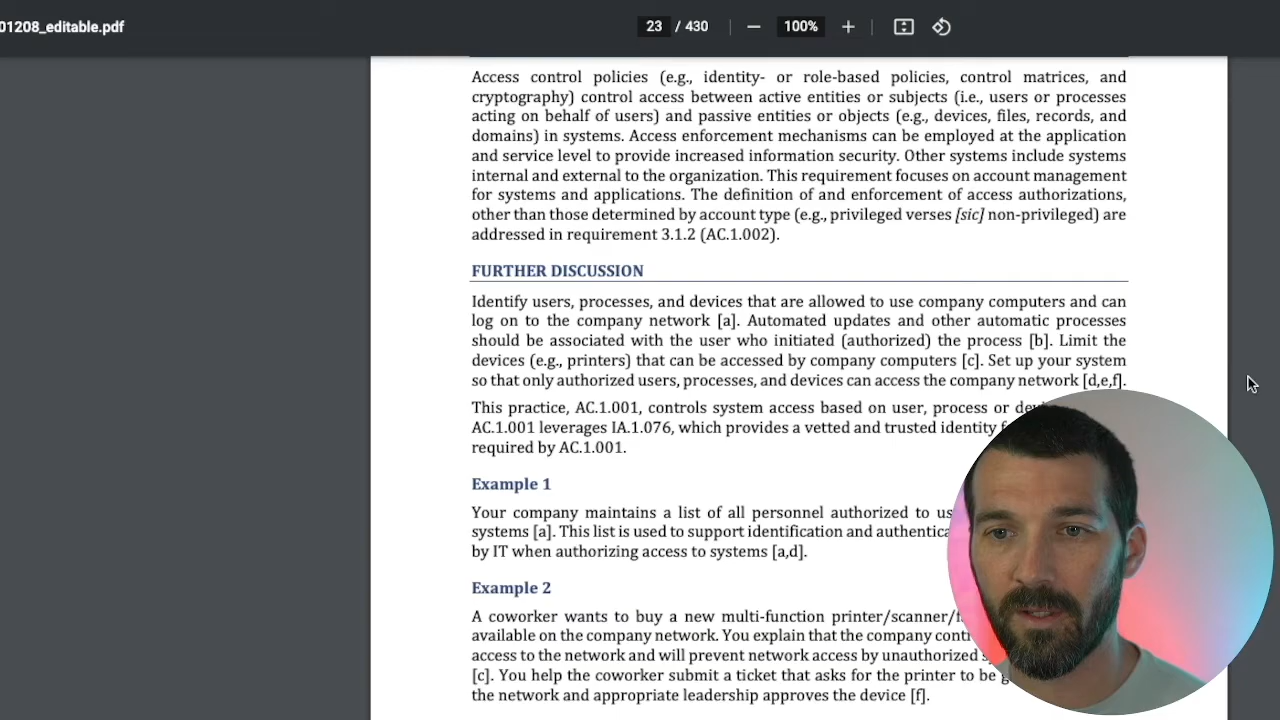 01208_editable.pdf
23 / 430
100%
Access control policies (e.g., identity- or role-based policies, control matrices, and
cryptography) control access between active entities or subjects (i.e., users or processes
acting on behalf of users) and passive entities or objects (e.g., devices, files, records, and
domains) in systems. Access enforcement mechanisms can be employed at the application
and service level to provide increased information security. Other systems include systems
internal and external to the organization. This requirement focuses on account management
for systems and applications. The definition of and enforcement of access authorizations,
other than those determined by account type (e.g., privileged verses [sic] non-privileged) are
addressed in requirement 3.1.2 (AC.1.002).
FURTHER DISCUSSION
Identify users, processes, and devices that are allowed to use company computers and can
log on to the company network [a]. Automated updates and other automatic processes
should be associated with the user who initiated (authorized) the process [b]. Limit the
devices (e.g., printers) that can be accessed by company computers [c]. Set up your system
so that only authorized users, processes, and devices can access the company network [d,e,f].
This practice, AC.1.001, controls system access based on user, process or
AC.1.001 leverages IA.1.076, which provides a vetted and trusted identity
required by AC.1.001.
Example 1
Your company maintains a list of all personnel authorized to
systems [a]. This list is used to support identification and
by IT when authorizing access to systems [a,d].
Example 2
A coworker wants to buy a new multi-function
available on the company network. You explain that the company
access to the network and will prevent network access by unauthorized
[c]. You help the coworker submit a ticket that asks for the printer to be
the network and appropriate leadership approves the device [f].